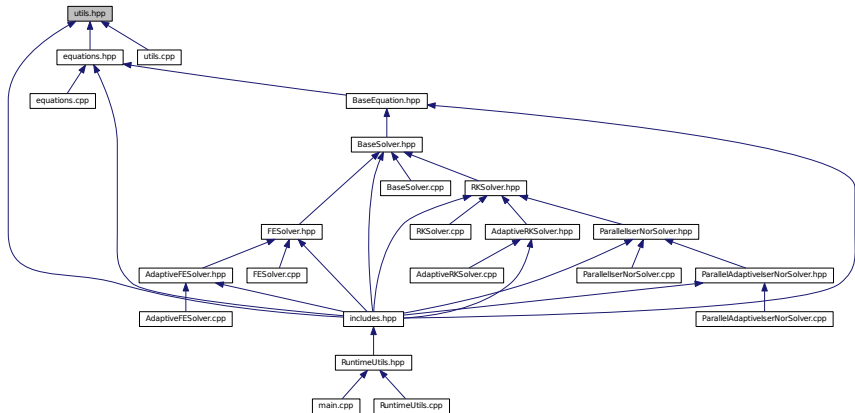 utils.hpp
equations.hpp
utils.cpp
equations.cpp
BaseEquation.hpp
BaseSolver.hpp
BaseSolver.cpp
RKSolver.hpp
FESolver.hpp
RKSolver.cpp
AdaptiveRKSolver.hpp
ParallelIserNorSolver.hpp
AdaptiveFESolver.hpp
FESolver.cpp
AdaptiveRKSolver.cpp
ParallelIserNorSolver.cpp
ParallelAdaptiveIserNorSolver.hpp
AdaptiveFESolver.cpp
includes.hpp
ParallelAdaptiveIserNorSolver.cpp
RuntimeUtils.hpp
main.cpp
RuntimeUtils.cpp